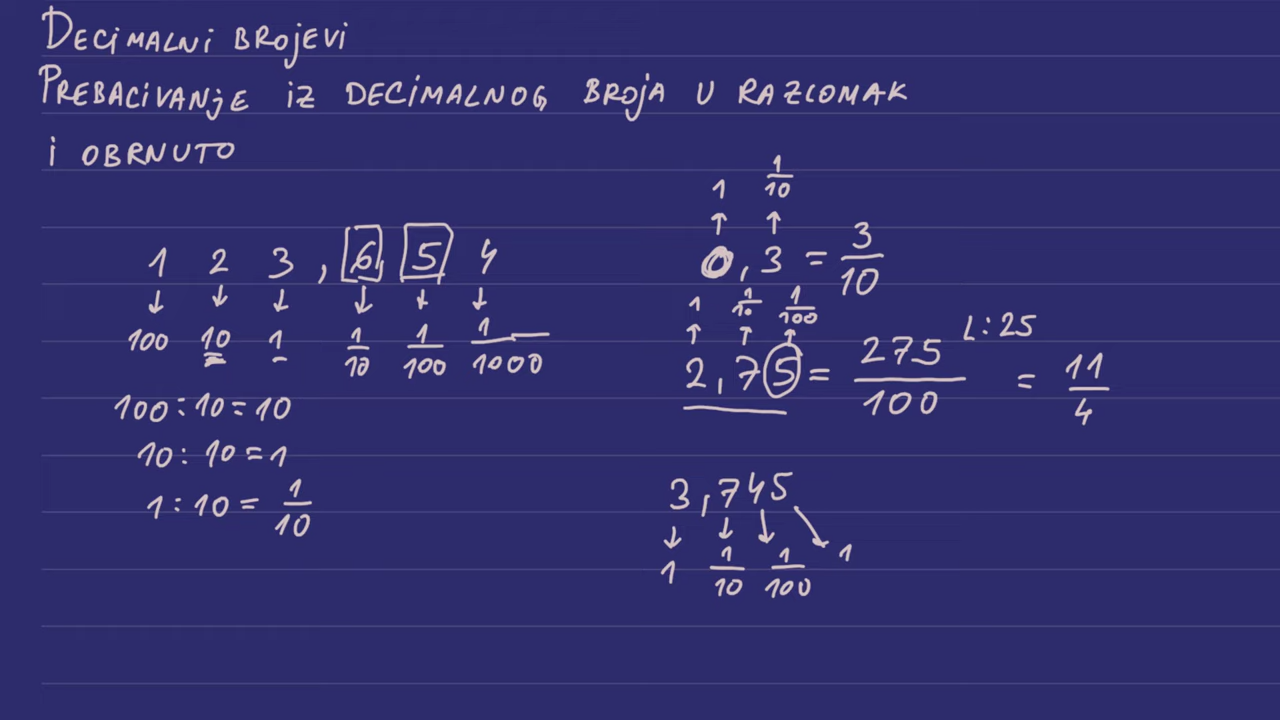 DECIMALNI BROJEVI
PREBACIVANJE IZ DECIMALNOG BROJA U RAZLOMAK
I OBRNUTO
1 2 3 , 6 5 4
↓ ↓ ↓ ↓ ↓ ↓
100 10 1 1/10 1/100 1/1000
100 : 10 = 10
10 : 10 = 1
1 : 10 = 1/10
1 1/10
↑ ↑
0,3 = 3/10
1 1/10 1/100
↑ ↑ ↑
2,75 = 275/100 L:25 = 11/4
3,745
↓ ↓ ↓ ↘
1 1/10 1/100 1